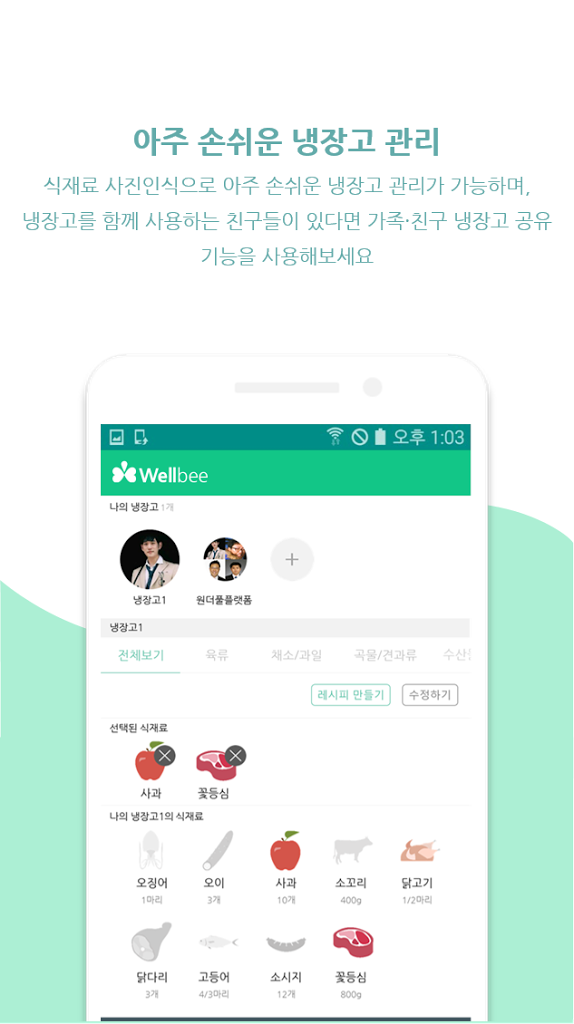 아주 손쉬운 냉장고 관리
식재료 사진인식으로 아주 손쉬운 냉장고 관리가 가능하며,
냉장고를 함께 사용하는 친구들이 있다면 가족·친구 냉장고 공유
기능을 사용해보세요
오후 1:03
Wellbee
나의 냉장고 1개
냉장고1 원더풀플랫폼
냉장고1
전체보기 육류 채소/과일 곡물/견과류 수산
레시피 만들기 수정하기
선택된 식재료
사과 꽃등심
나의 냉장고1의 식재료
오징어 오이 사과 소꼬리 닭고기
1마리 3개 10개 400g 1/2마리
닭다리 고등어 소시지 꽃등심
3개 4/3마리 12개 800g